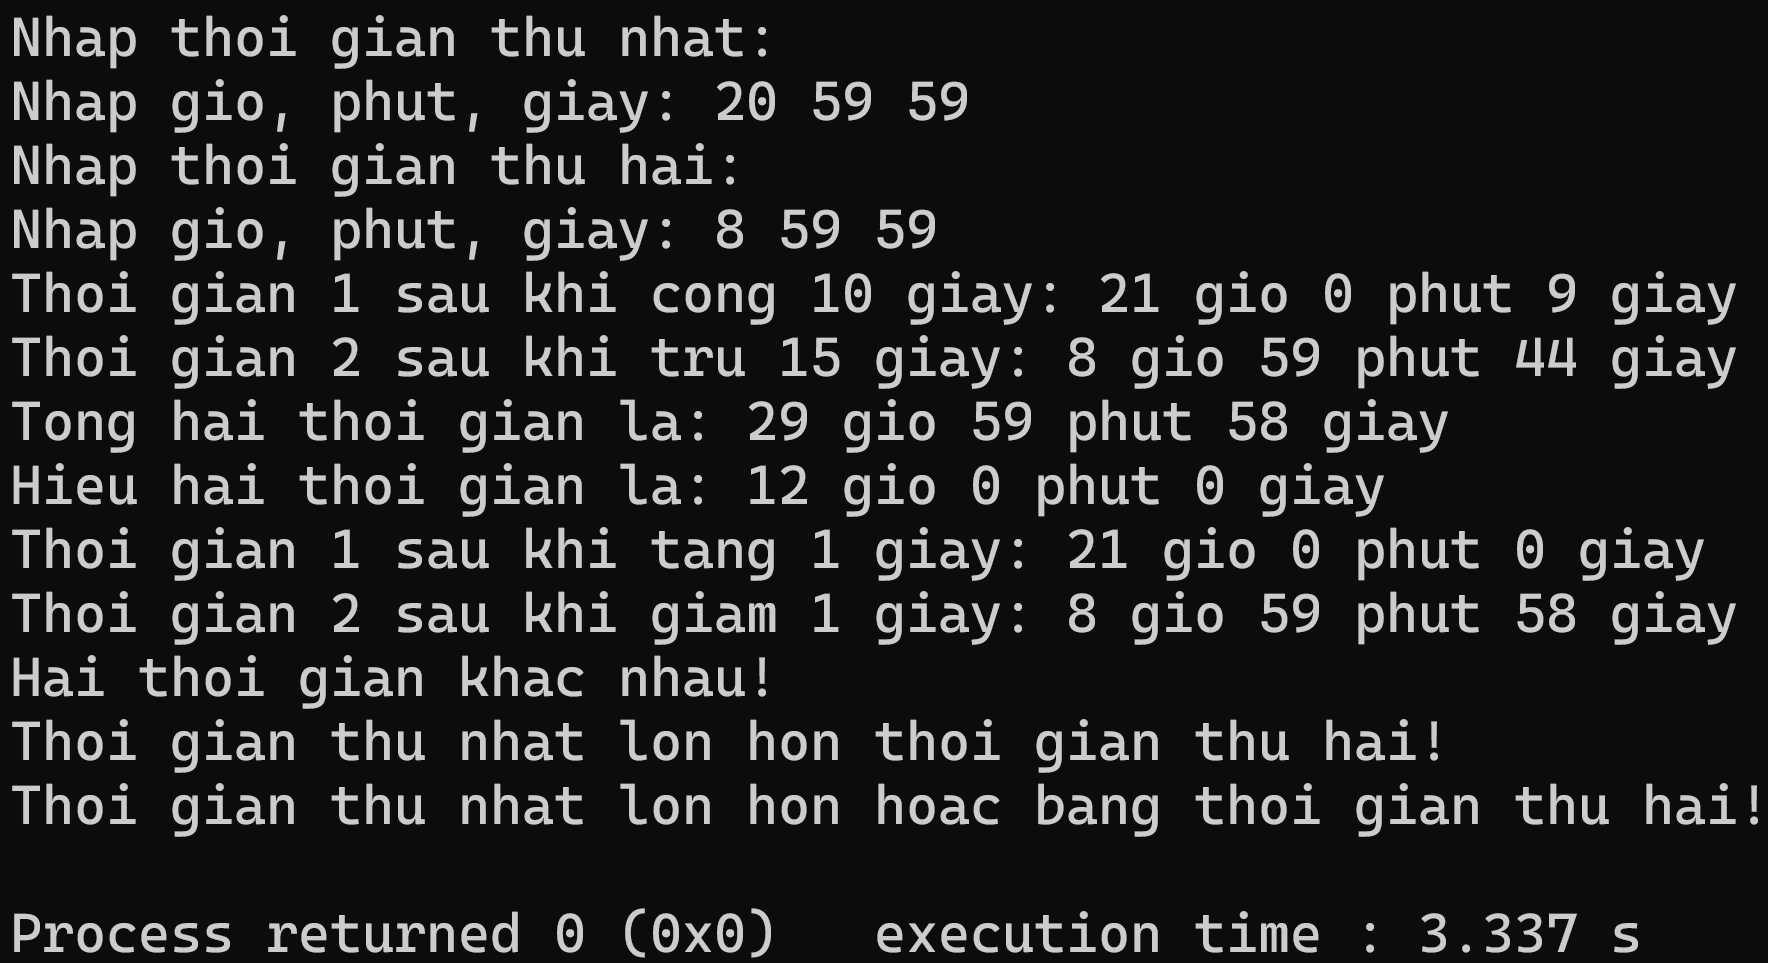 Nhap thoi gian thu nhat:
Nhap gio, phut, giay: 20 59 59
Nhap thoi gian thu hai:
Nhap gio, phut, giay: 8 59 59
Thoi gian 1 sau khi cong 10 giay: 21 gio 0 phut 9 giay
Thoi gian 2 sau khi tru 15 giay: 8 gio 59 phut 44 giay
Tong hai thoi gian la: 29 gio 59 phut 58 giay
Hieu hai thoi gian la: 12 gio 0 phut 0 giay
Thoi gian 1 sau khi tang 1 giay: 21 gio 0 phut 0 giay
Thoi gian 2 sau khi giam 1 giay: 8 gio 59 phut 58 giay
Hai thoi gian khac nhau!
Thoi gian thu nhat lon hon thoi gian thu hai!
Thoi gian thu nhat lon hon hoac bang thoi gian thu hai!
Process returned 0 (0x0)   execution time : 3.337 s